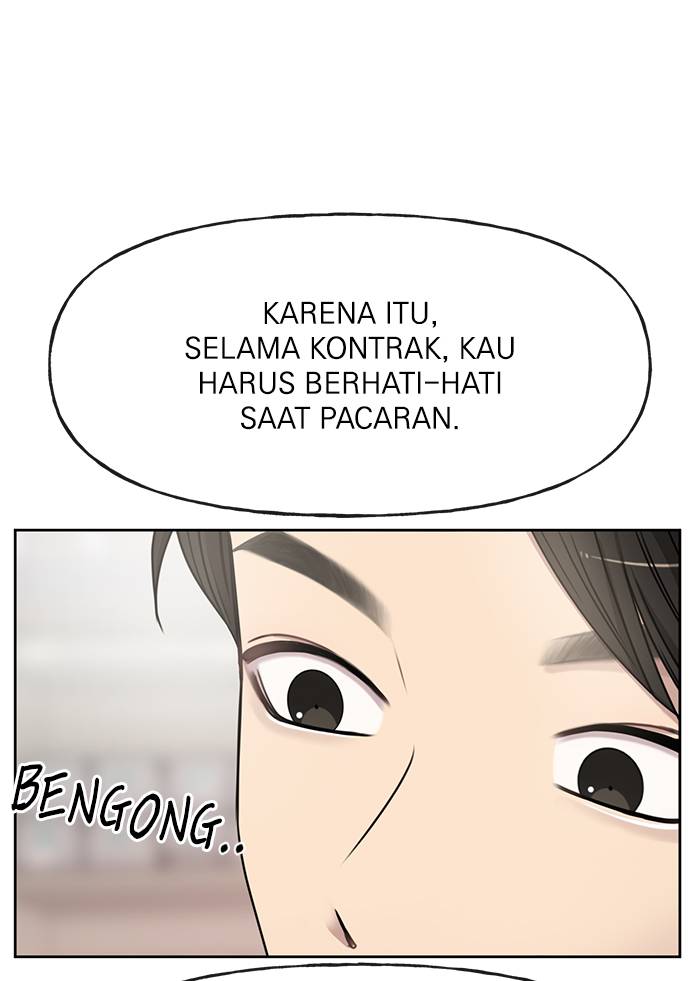 KARENA ITU,
SELAMA KONTRAK, KAU
HARUS BERHATI-HATI
SAAT PACARAN.
BENGONG..